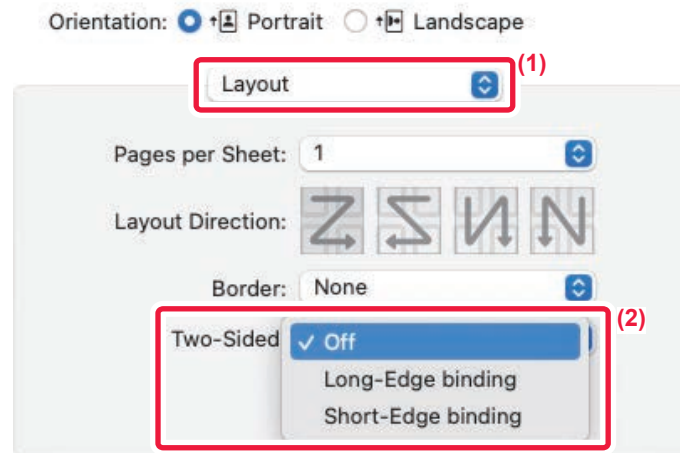 Orientation: Portrait Landscape
(1)
Layout
Pages per Sheet: 1
Layout Direction:
Border: None
(2)
Two-Sided ✓ Off
Long-Edge binding
Short-Edge binding